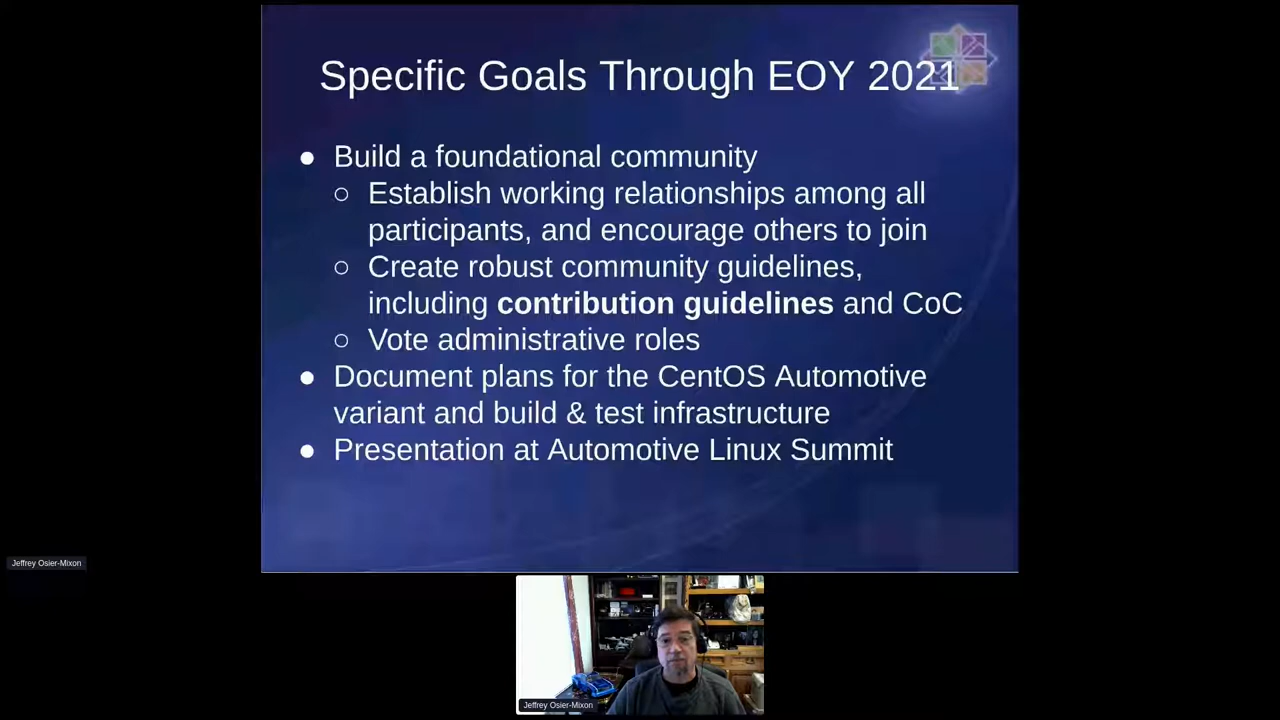 Specific Goals Through EOY 2021
● Build a foundational community
○ Establish working relationships among all
participants, and encourage others to join
○ Create robust community guidelines,
including contribution guidelines and CoC
○ Vote administrative roles
● Document plans for the CentOS Automotive
variant and build & test infrastructure
● Presentation at Automotive Linux Summit
Jeffrey Osier-Mixon
Jeffrey Osier-Mixon